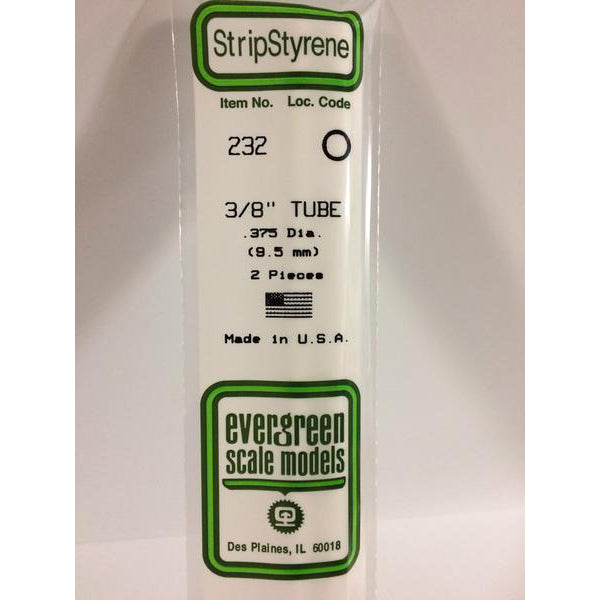 StripStyrene
Item No. Loc. Code
232
3/8" TUBE
.375 Dia.
(9.5 mm)
2 Pieces
Made in U.S.A.
evergreen
scale models
Des Plaines, IL 60018